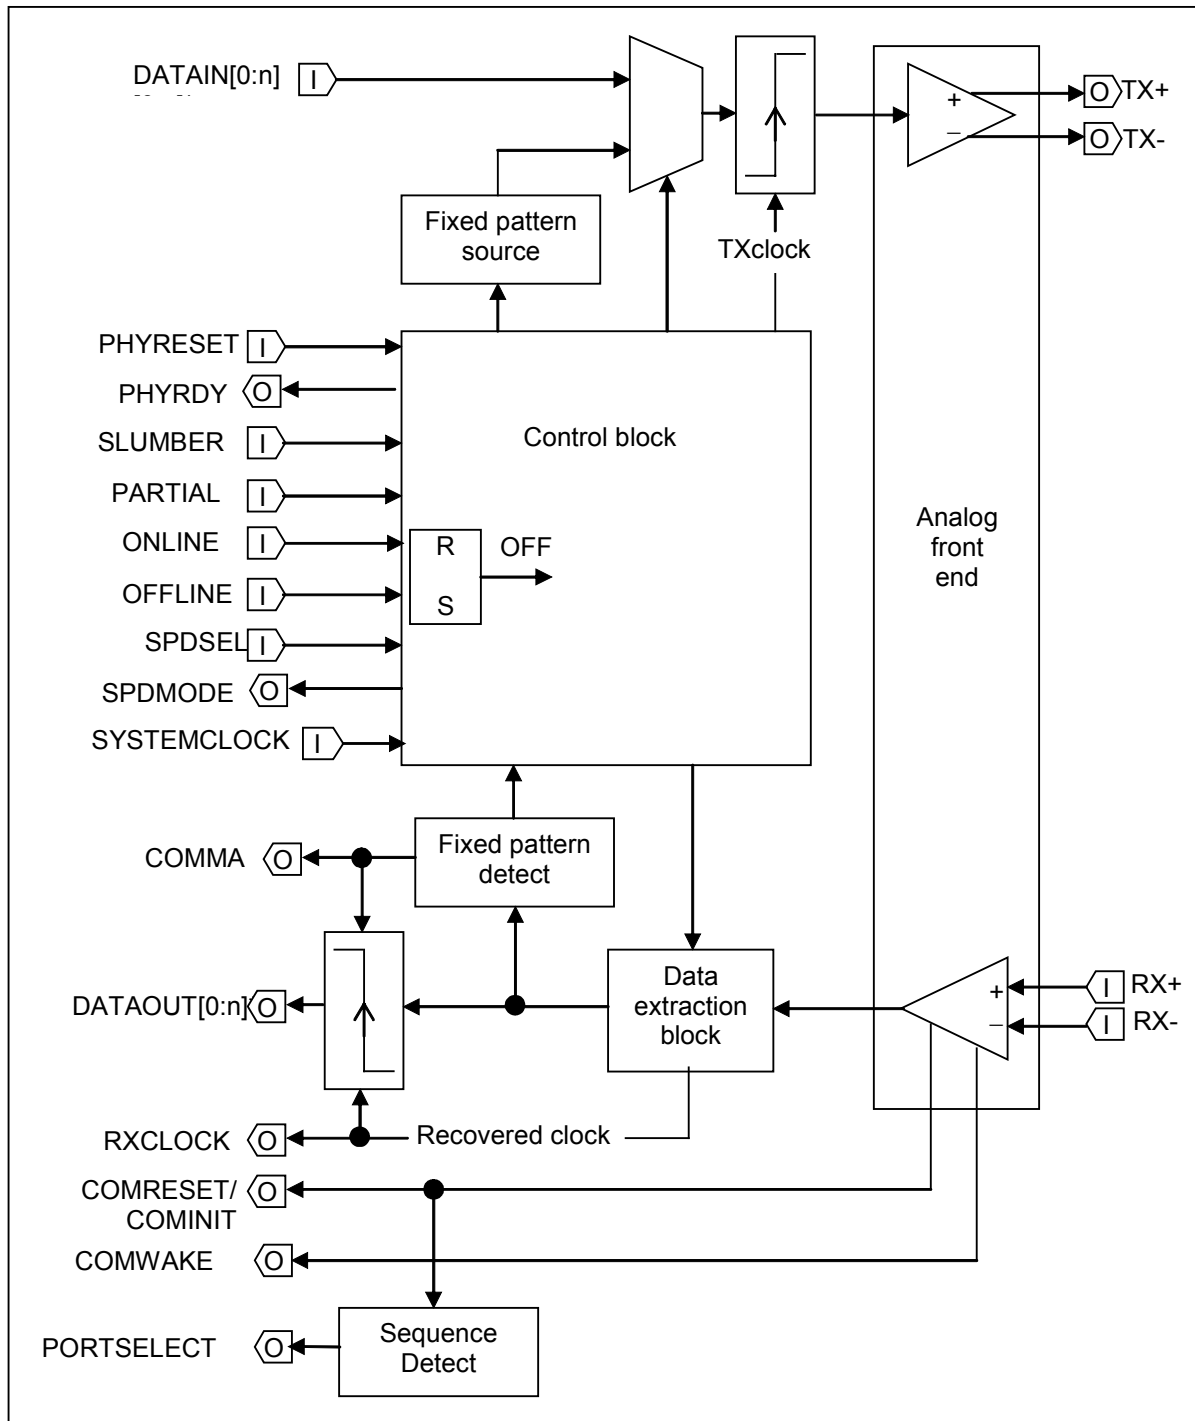 DATAIN[0:n]
I
+
−
O
TX+
O
TX-
Fixed pattern
source
TXclock
PHYRESET
I
PHYRDY
O
SLUMBER
I
PARTIAL
I
ONLINE
I
OFFLINE
I
SPDSEL
I
SPDMODE
O
SYSTEMCLOCK
I
Control block
R
S
OFF
Analog
front
end
COMMA
O
Fixed pattern
detect
DATAOUT[0:n]
O
Data
extraction
block
+
−
I
RX+
I
RX-
RXCLOCK
O
Recovered clock
COMRESET/
COMINIT
O
COMWAKE
O
PORTSELECT
O
Sequence
Detect